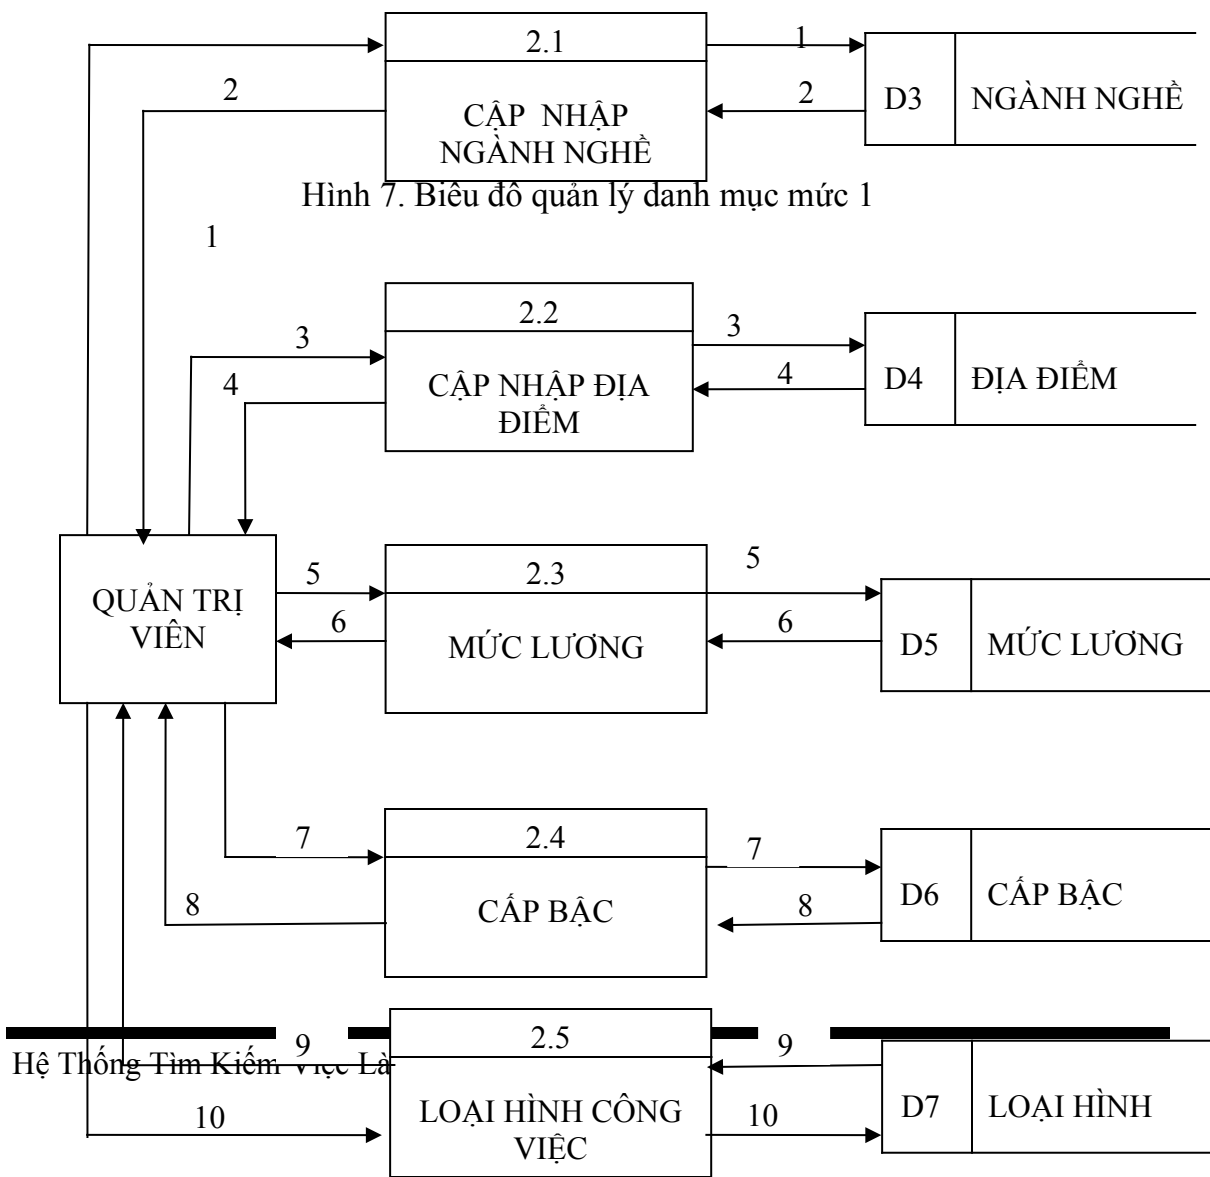 2.1
1
2
2
D3
NGÀNH NGHỀ
CẬP NHẬP
NGÀNH NGHỀ
Hình 7. Biêu đô quản lý danh mục mức 1
1
2.2
3
3
4
4
D4
ĐỊA ĐIỂM
CẬP NHẬP ĐỊA
ĐIỂM
QUẢN TRỊ
VIÊN
5
2.3
5
6
6
MỨC LƯƠNG
D5
MỨC LƯƠNG
7
2.4
7
8
8
CẤP BẬC
D6
CẤP BẬC
9
2.5
9
Hệ Thống Tìm Kiếm Việc Là
10
LOẠI HÌNH CÔNG
VIỆC
10
D7
LOẠI HÌNH